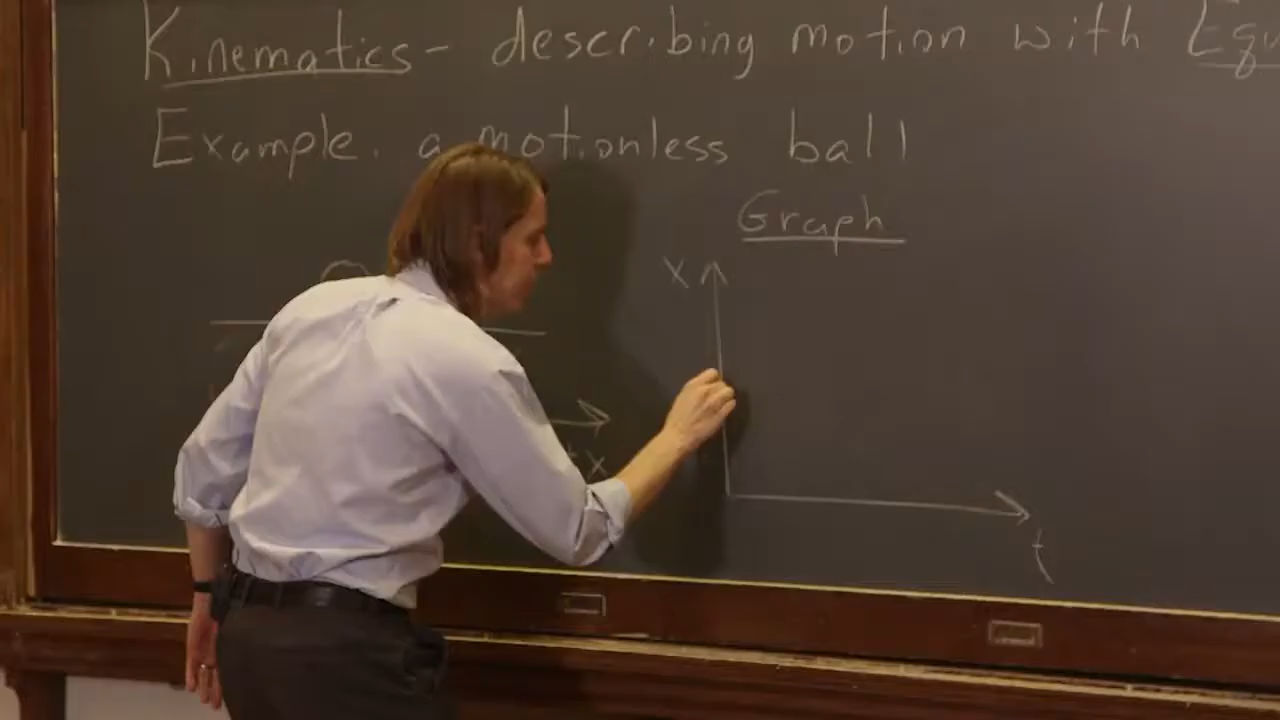 Kinematics - describing motion with
Example. a motionless ball
Graph
x
x
t